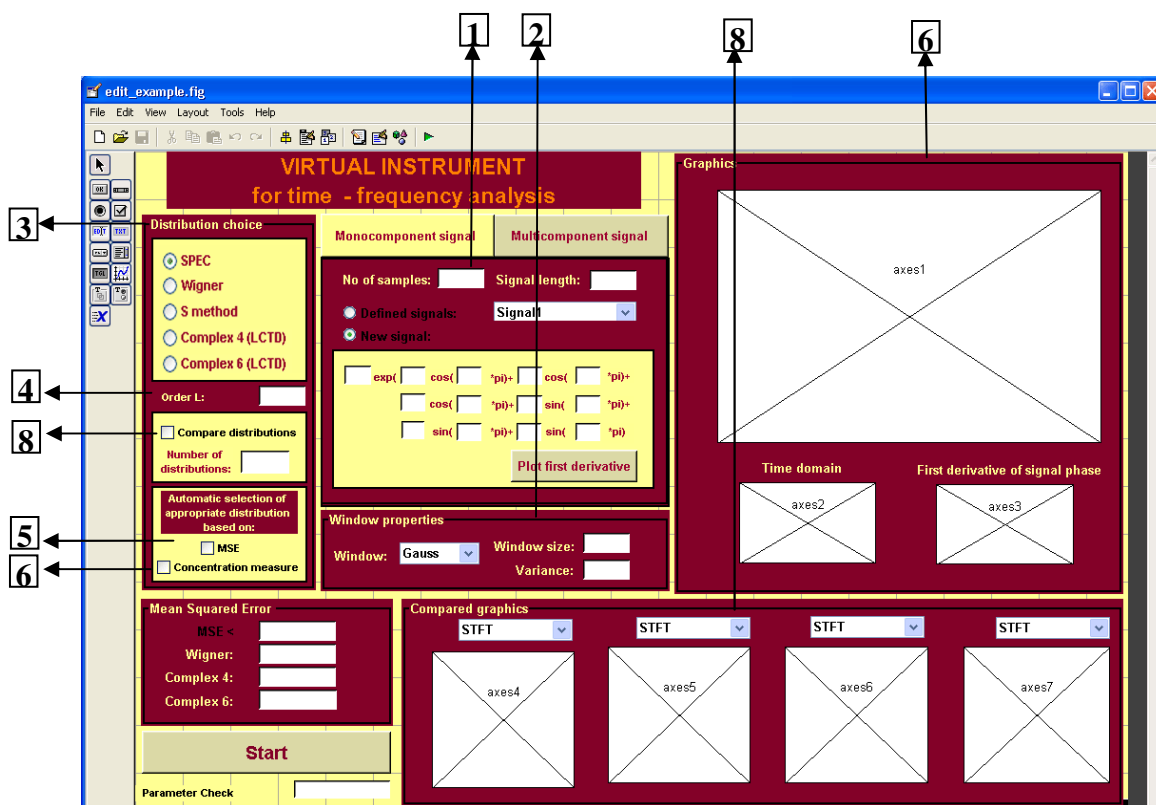 1 2 8 6
edit_example.fig
File Edit View Layout Tools Help
VIRTUAL INSTRUMENT
for time - frequency analysis
3
Distribution choice
SPEC
Wigner
S method
Complex 4 (LCTD)
Complex 6 (LCTD)
4
Order L:
8
Compare distributions
Number of
distributions:
Automatic selection of
appropriate distribution
based on:
5
MSE
6
Concentration measure
Monocomponent signal Multicomponent signal
No of samples: Signal length:
Defined signals: Signal1
New signal:
exp( cos( *pi)+ cos( *pi)+
cos( *pi)+ sin( *pi)+
sin( *pi)+ sin( *pi)
Plot first derivative
Window properties
Window: Gauss Window size:
Variance:
Graphics
axes1
Time domain First derivative of signal phase
axes2 axes3
Mean Squared Error
MSE <
Wigner:
Complex 4:
Complex 6:
Start
Parameter Check
Compared graphics
STFT STFT STFT STFT
axes4 axes5 axes6 axes7
OK
EDIT TXT
TGL